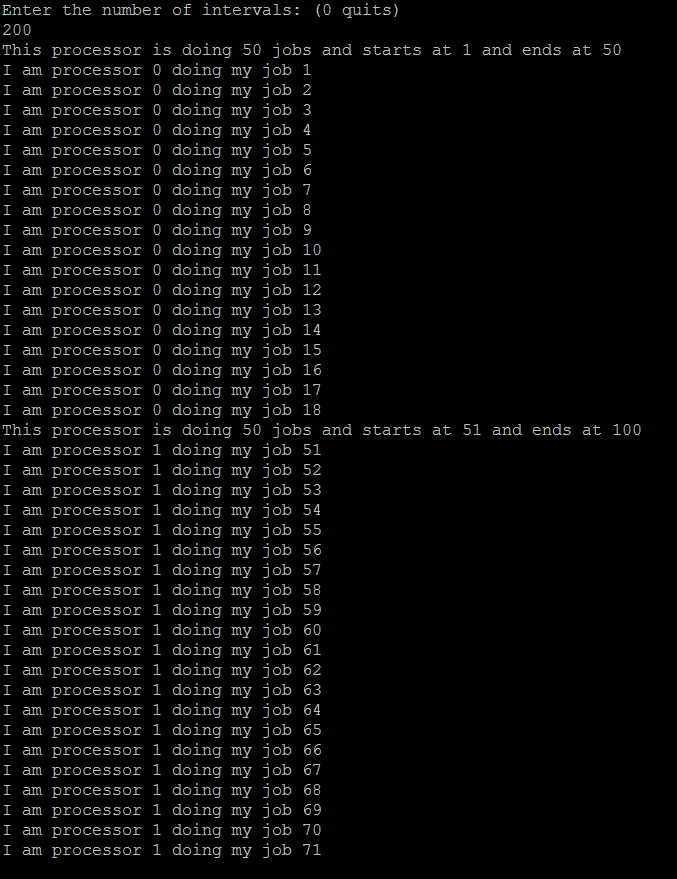 Enter the number of intervals: (0 quits)
200
This processor is doing 50 jobs and starts at 1 and ends at 50
I am processor 0 doing my job 1
I am processor 0 doing my job 2
I am processor 0 doing my job 3
I am processor 0 doing my job 4
I am processor 0 doing my job 5
I am processor 0 doing my job 6
I am processor 0 doing my job 7
I am processor 0 doing my job 8
I am processor 0 doing my job 9
I am processor 0 doing my job 10
I am processor 0 doing my job 11
I am processor 0 doing my job 12
I am processor 0 doing my job 13
I am processor 0 doing my job 14
I am processor 0 doing my job 15
I am processor 0 doing my job 16
I am processor 0 doing my job 17
I am processor 0 doing my job 18
This processor is doing 50 jobs and starts at 51 and ends at 100
I am processor 1 doing my job 51
I am processor 1 doing my job 52
I am processor 1 doing my job 53
I am processor 1 doing my job 54
I am processor 1 doing my job 55
I am processor 1 doing my job 56
I am processor 1 doing my job 57
I am processor 1 doing my job 58
I am processor 1 doing my job 59
I am processor 1 doing my job 60
I am processor 1 doing my job 61
I am processor 1 doing my job 62
I am processor 1 doing my job 63
I am processor 1 doing my job 64
I am processor 1 doing my job 65
I am processor 1 doing my job 66
I am processor 1 doing my job 67
I am processor 1 doing my job 68
I am processor 1 doing my job 69
I am processor 1 doing my job 70
I am processor 1 doing my job 71